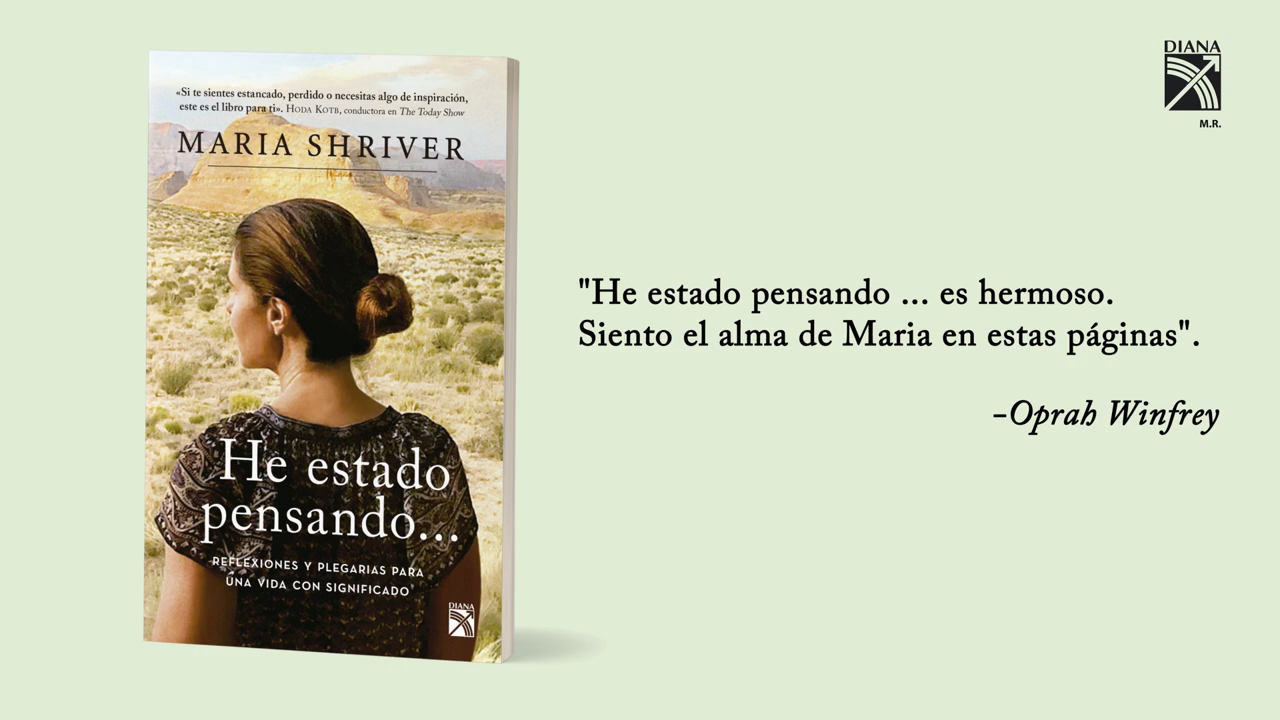 «Si te sientes estancado, perdido o necesitas algo de inspiración,
este es el libro para ti». HODA KOTB, conductora en The Today Show
MARIA SHRIVER
He estado
pensando...
REFLEXIONES Y PLEGARIAS PARA
UNA VIDA CON SIGNIFICADO
DIANA
DIANA
M.R.
"He estado pensando ... es hermoso.
Siento el alma de Maria en estas páginas".
-Oprah Winfrey